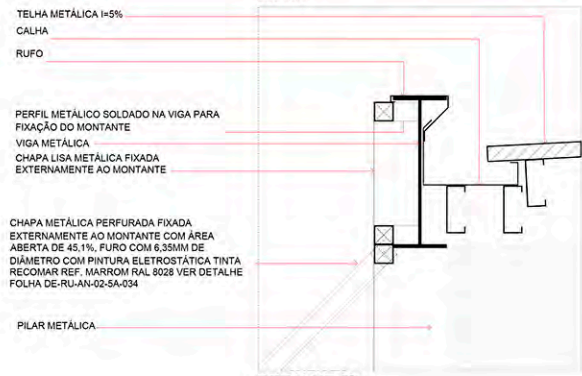 TELHA METÁLICA I=5%
CALHA
RUFO
PERFIL METÁLICO SOLDADO NA VIGA PARA
FIXAÇÃO DO MONTANTE
VIGA METÁLICA
CHAPA LISA METÁLICA FIXADA
EXTERNAMENTE AO MONTANTE
CHAPA METÁLICA PERFURADA FIXADA
EXTERNAMENTE AO MONTANTE COM ÁREA
ABERTA DE 45,1%, FURO COM 6,35MM DE
DIÂMETRO COM PINTURA ELETROSTÁTICA TINTA
RECOMAR REF. MARROM RAL 8028 VER DETALHE
FOLHA DE-RU-AN-02-5A-034
PILAR METÁLICA